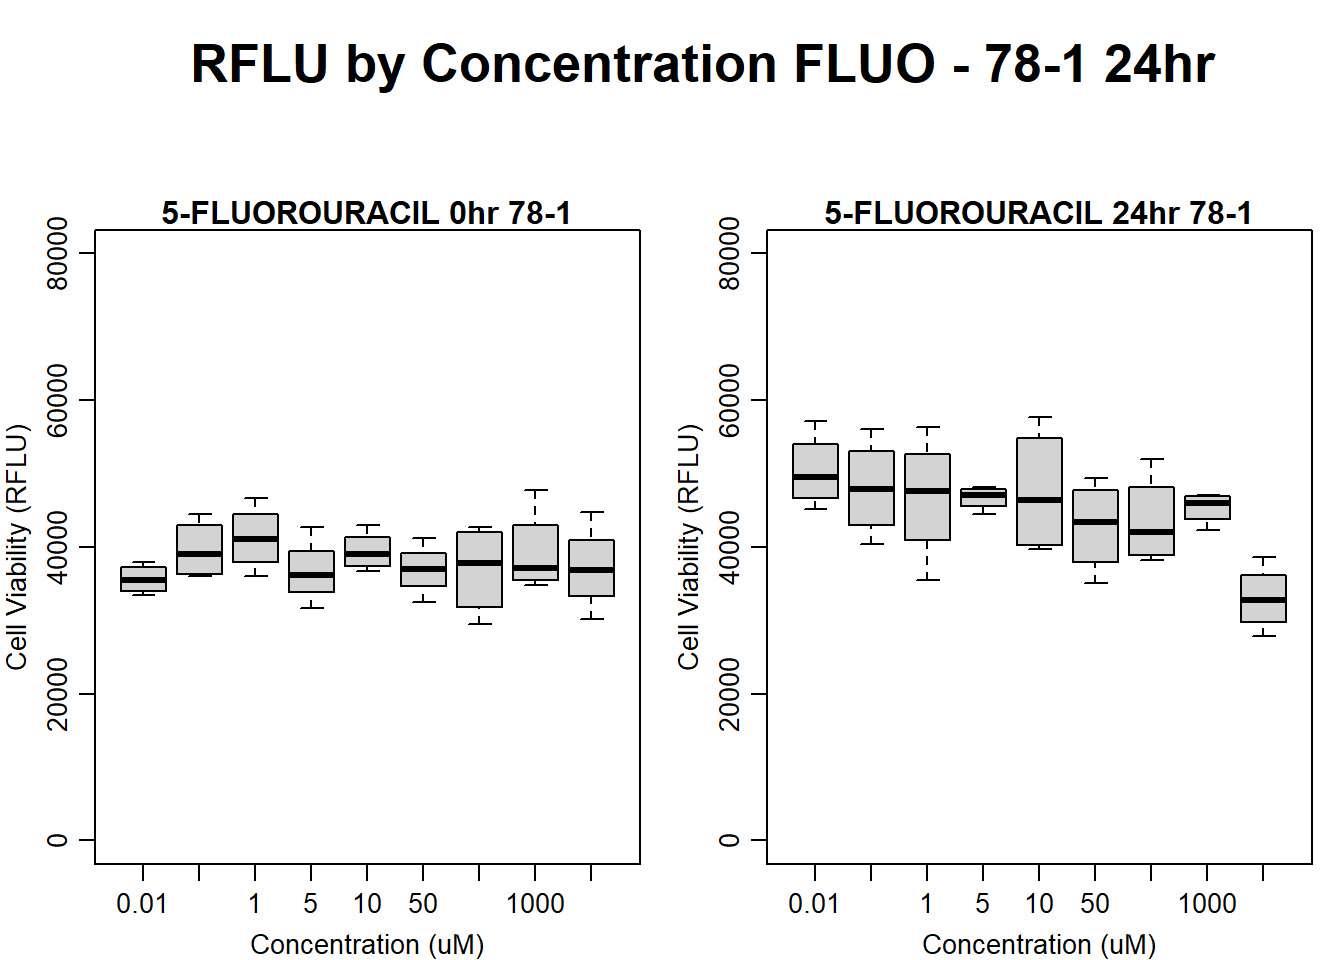 RFLU by Concentration FLUO - 78-1 24hr
5-FLUOROURACIL 0hr 78-1
Cell Viability (RFLU)
80000
60000
40000
20000
0
0.01 1 5 10 50 1000
Concentration (uM)
5-FLUOROURACIL 24hr 78-1
Cell Viability (RFLU)
80000
60000
40000
20000
0
0.01 1 5 10 50 1000
Concentration (uM)